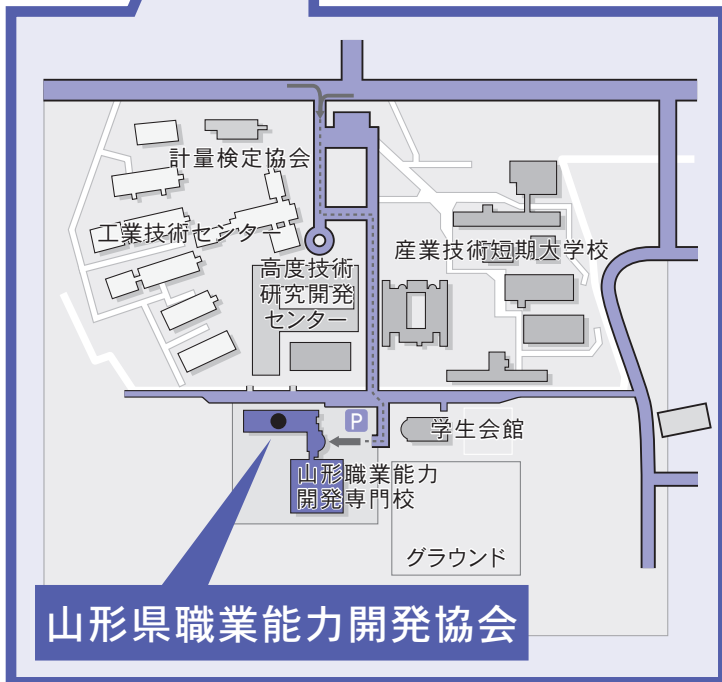 計量検定協会
工業技術センター
産業技術短期大学校
高度技術
研究開発
センター
P
学生会館
山形職業能力
開発専門校
グラウンド
山形県職業能力開発協会